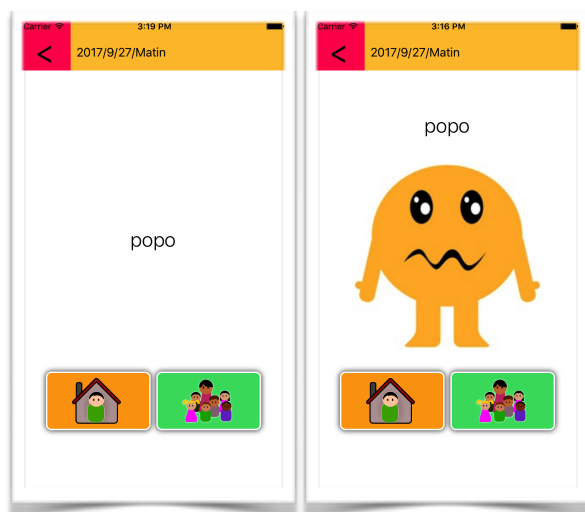 Carrier 3:19 PM
< 2017/9/27/Matin
popo
Carrier 3:16 PM
< 2017/9/27/Matin
popo